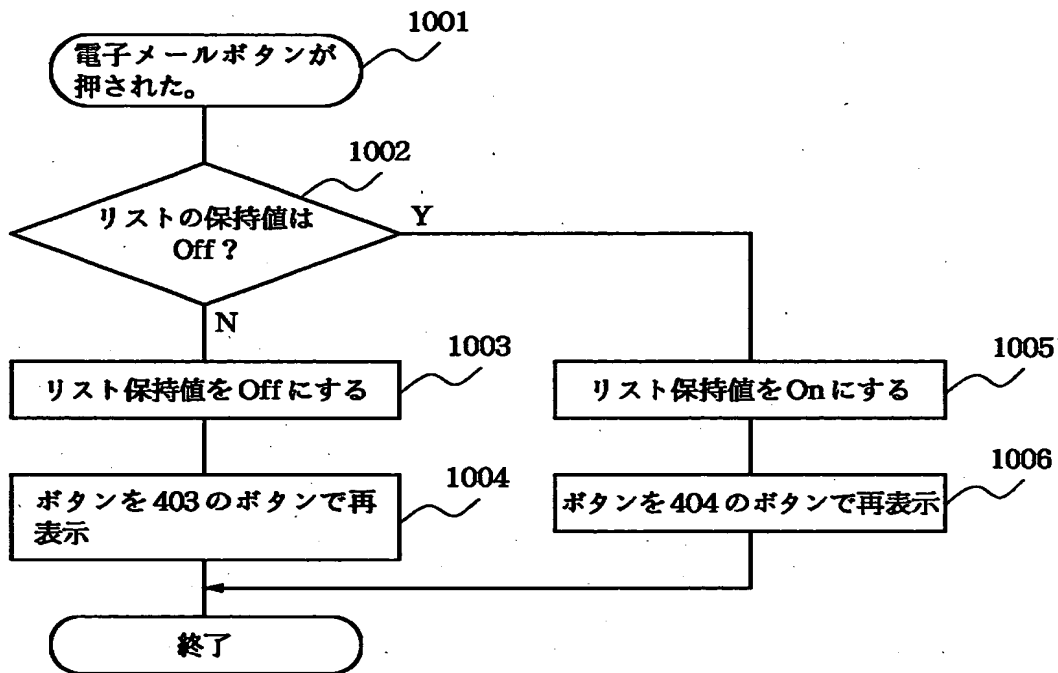 1001
電子メールボタンが
押された。
1002
リストの保持値は
Off?
Y
N
1003
リスト保持値をOffにする
1005
リスト保持値をOnにする
1004
ボタンを403のボタンで再
表示
1006
ボタンを404のボタンで再表示
終了